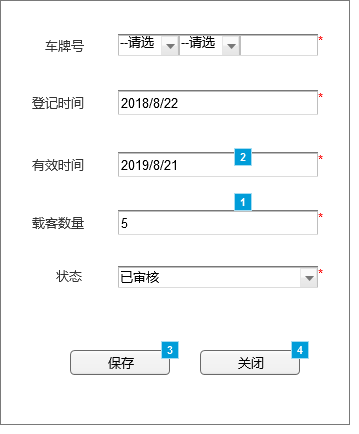 车牌号 --请选 --请选 *
登记时间 2018/8/22 *
2
有效时间 2019/8/21 *
1
载客数量 5 *
状态 已审核 *
3 4
保存 关闭